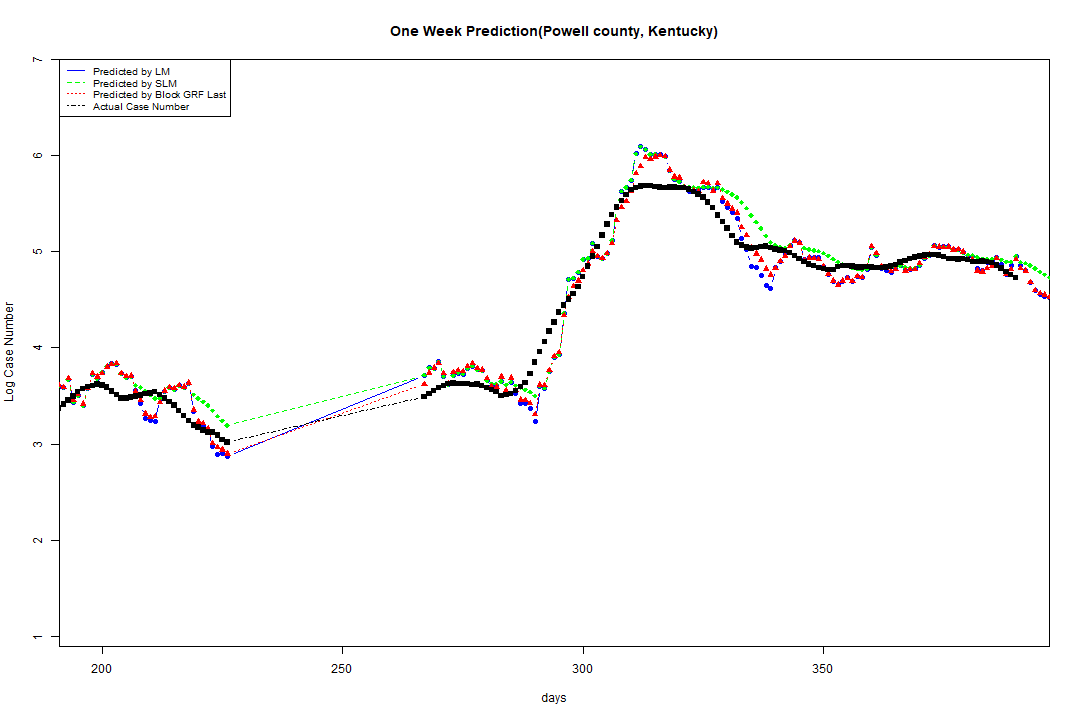 One Week Prediction(Powell county, Kentucky)
Predicted by LM
Predicted by SLM
Predicted by Block GRF Last
Actual Case Number
Log Case Number
7
6
5
4
3
2
1
200
250
300
350
days